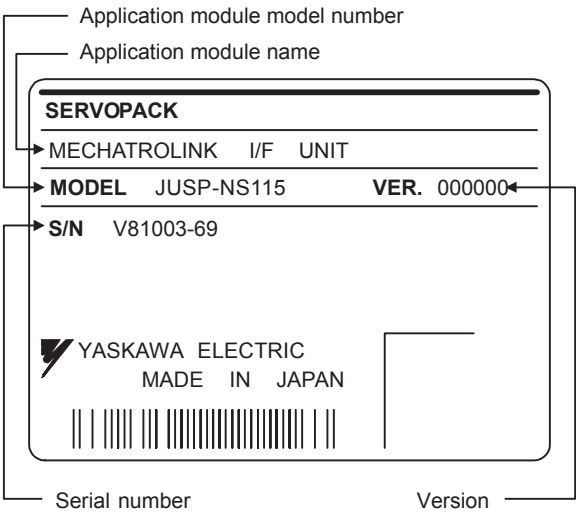 Application module model number
Application module name
SERVOPACK
MECHATROLINK I/F UNIT
MODEL JUSP-NS115 VER. 000000
S/N V81003-69
YASKAWA ELECTRIC
MADE IN JAPAN
Serial number Version